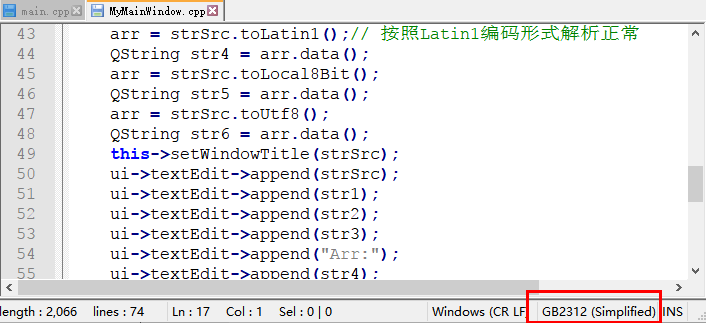 main.cpp MyMainWindow.cpp
43 arr = strSrc.toLatin1();// 按照Latin1编码形式解析正常
44 QString str4 = arr.data();
45 arr = strSrc.toLocal8Bit();
46 QString str5 = arr.data();
47 arr = strSrc.toUtf8();
48 QString str6 = arr.data();
49 this->setWindowTitle(strSrc);
50 ui->textEdit->append(strSrc);
51 ui->textEdit->append(str1);
52 ui->textEdit->append(str2);
53 ui->textEdit->append(str3);
54 ui->textEdit->append("Arr:");
55 ui->textEdit->append(str4);
length : 2,066 lines : 74 Ln : 17 Col : 1 Sel : 0 | 0 Windows (CR LF) GB2312 (Simplified) INS